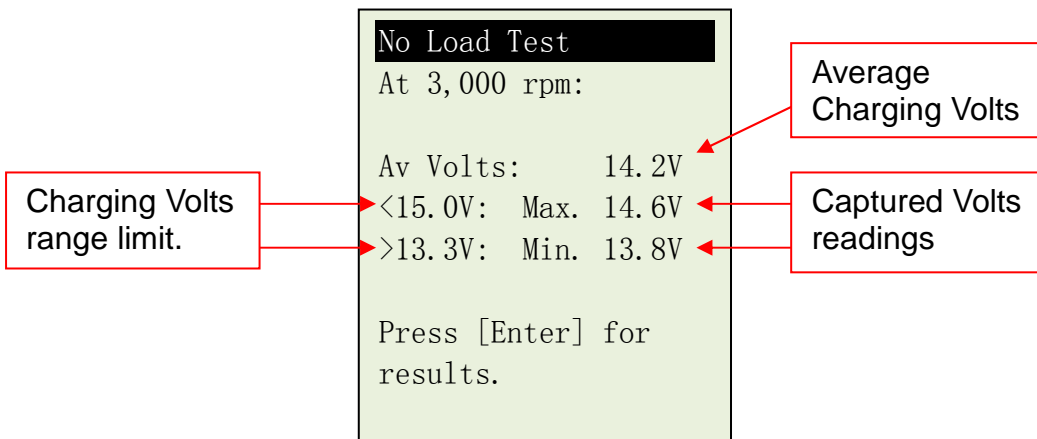 No Load Test
At 3,000 rpm:
Av Volts: 14.2V
<15.0V: Max. 14.6V
>13.3V: Min. 13.8V
Press [Enter] for
results.
Average
Charging Volts
Charging Volts
range limit.
Captured Volts
readings